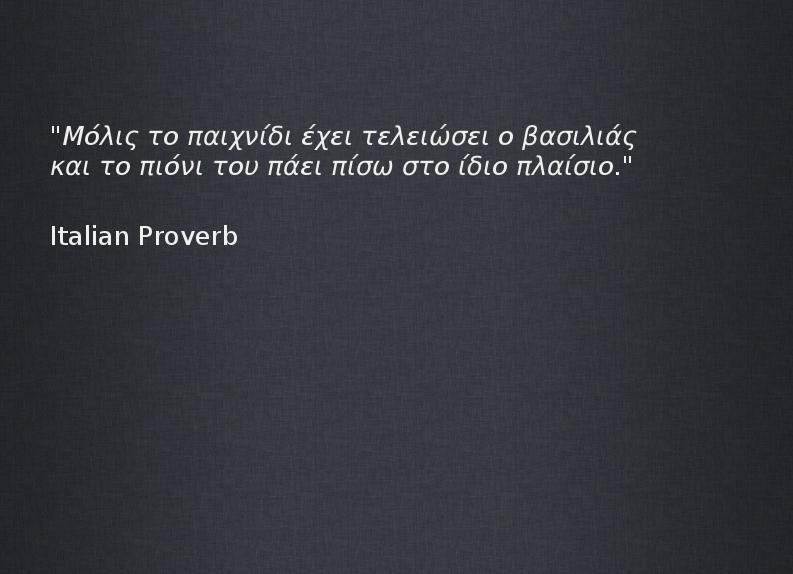 "Μόλις το παιχνίδι έχει τελειώσει ο βασιλιάς
και το πιόνι του πάει πίσω στο ίδιο πλαίσιο."
Italian Proverb